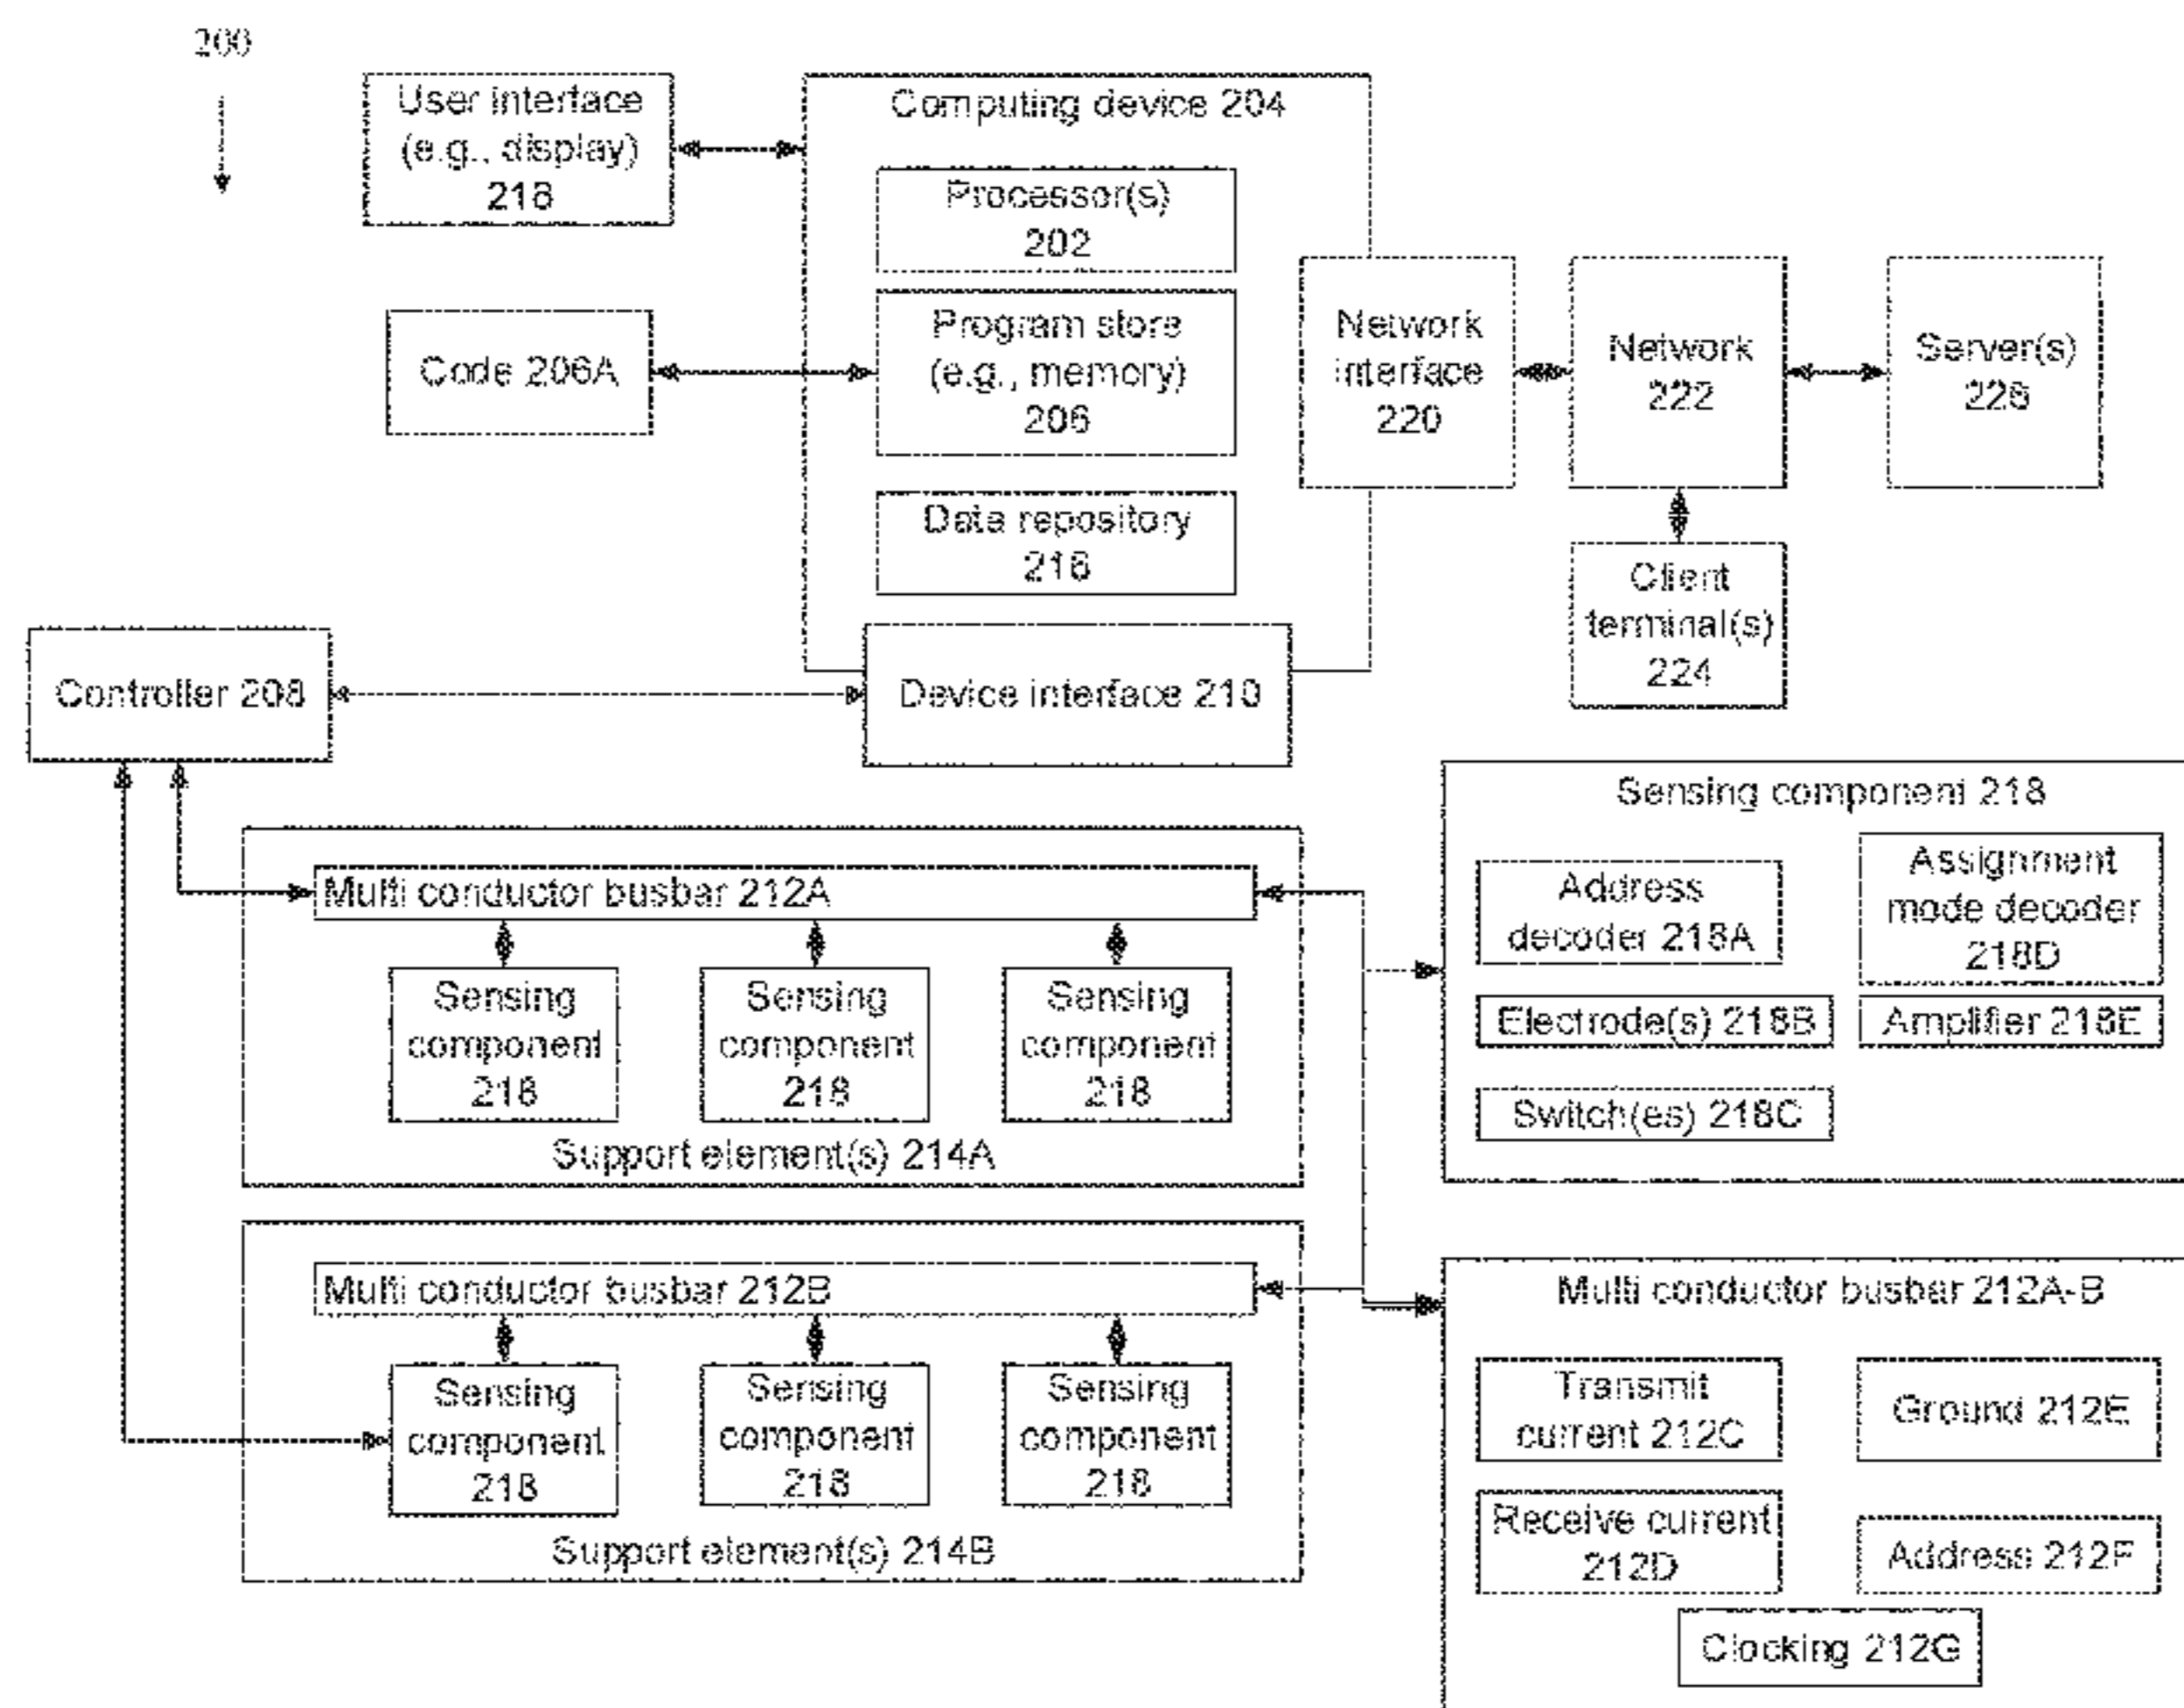 200
User interface
(e.g., display)
218
Computing device 204
Processor(s)
202
Code 206A
Program store
(e.g., memory)
206
Data repository
216
Network
interface
220
Network
222
Server(s)
226
Client
terminal(s)
224
Controller 208
Device interface 210
Multi conductor busbar 212A
Sensing
component
218
Sensing
component
218
Sensing
component
218
Support element(s) 214A
Multi conductor busbar 212B
Sensing
component
218
Sensing
component
218
Sensing
component
218
Support element(s) 214B
Sensing component 218
Address
decoder 218A
Assignment
mode decoder
218D
Electrode(s) 218B
Amplifier 218E
Switch(es) 218C
Multi conductor busbar 212A-B
Transmit
current 212C
Ground 212E
Receive current
212D
Address 212F
Clocking 212G